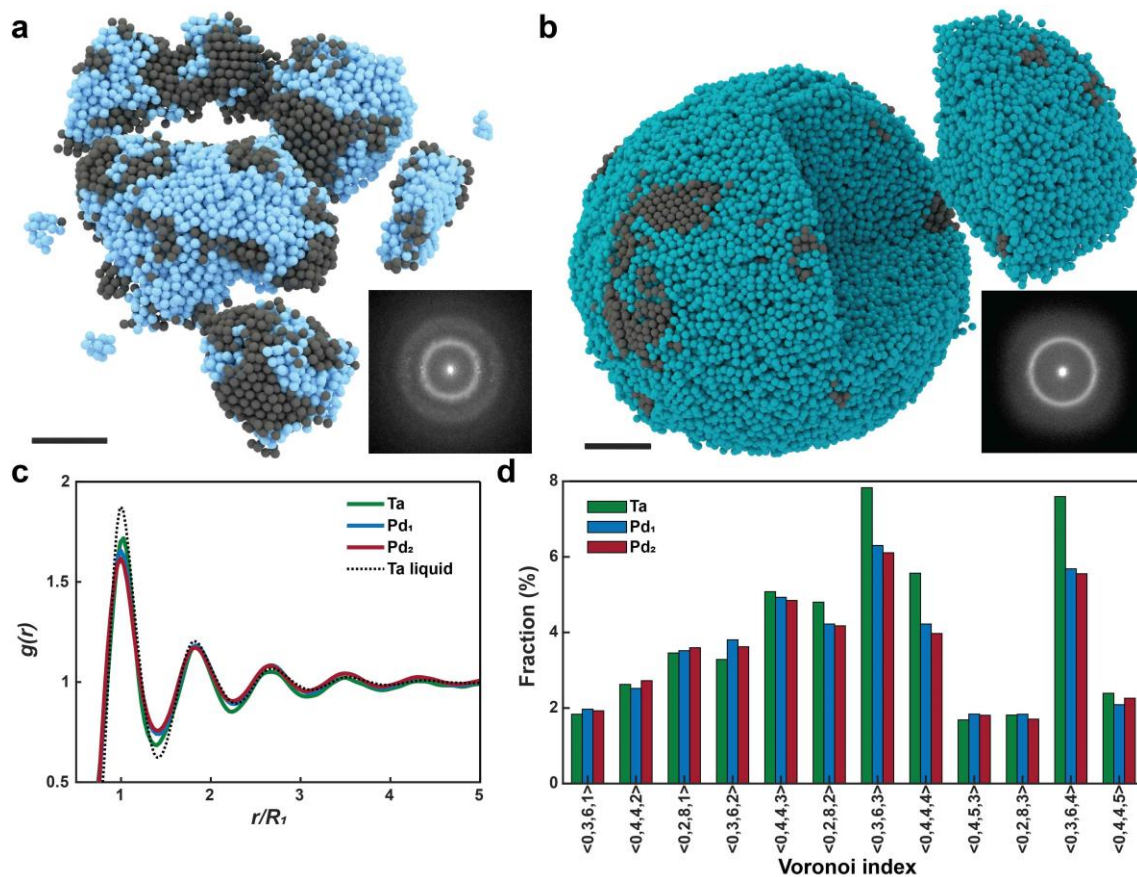 a
b
c
2
1.5
1
0.5
g(r)
Ta
Pd₁
Pd₂
Ta liquid
1
2
3
4
5
r/R₁
d
8
6
4
2
0
Fraction (%)
Ta
Pd₁
Pd₂
<0,3,6,1>
<0,4,4,2>
<0,2,8,1>
<0,3,6,2>
<0,4,4,3>
<0,2,8,2>
<0,3,6,3>
<0,4,4,4>
<0,4,5,3>
<0,2,8,3>
<0,3,6,4>
<0,4,4,5>
Voronoi index